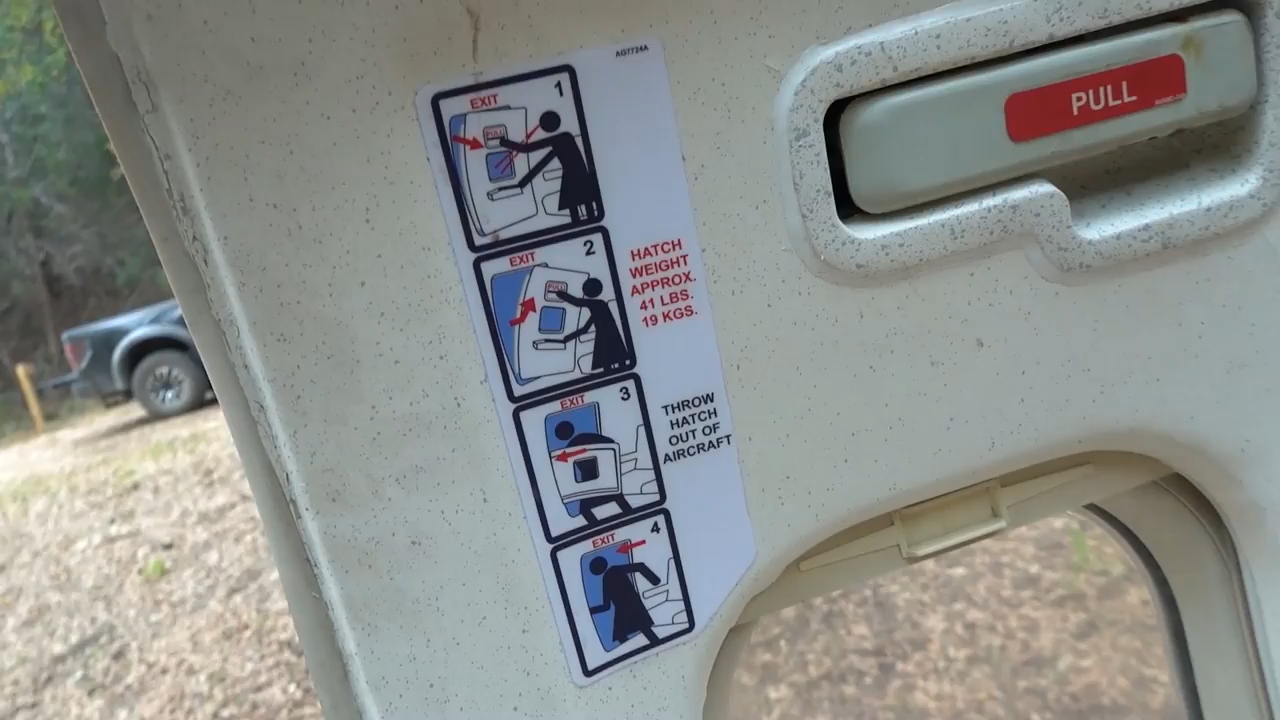 AG7724A
1
EXIT
PULL
2
EXIT
PULL
HATCH
WEIGHT
APPROX.
41 LBS.
19 KGS.
3
EXIT
THROW
HATCH
OUT OF
AIRCRAFT
4
EXIT
PULL